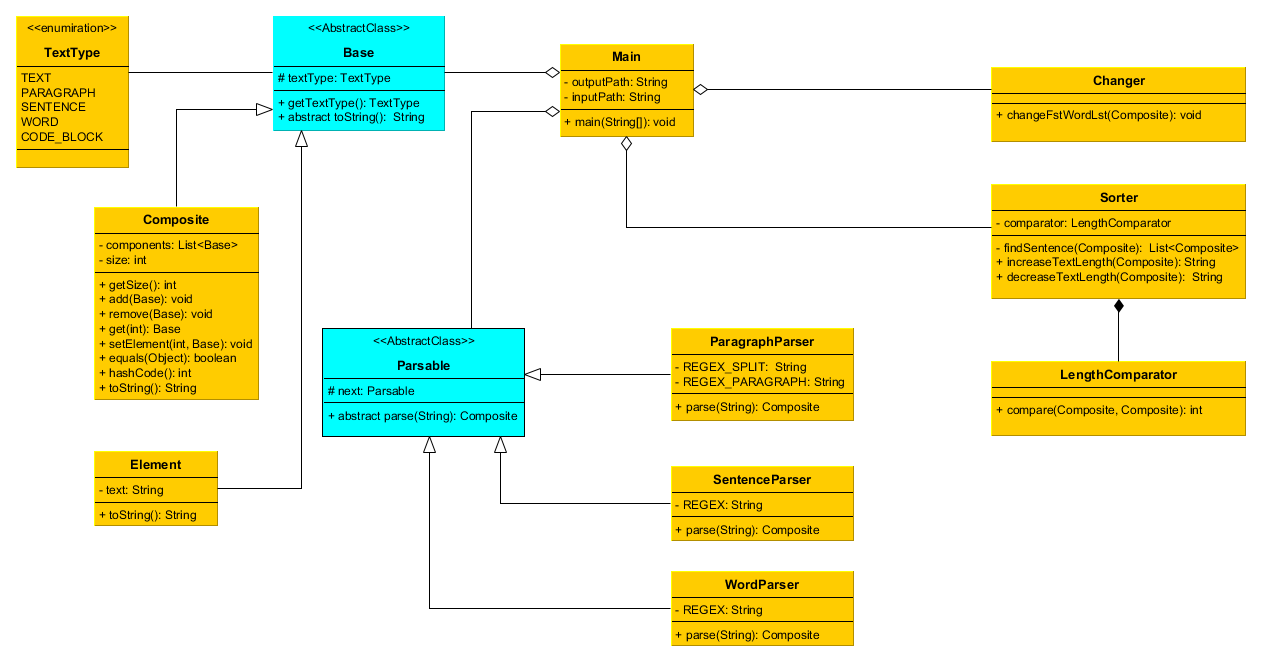 <<enumiration>>
TextType
TEXT
PARAGRAPH
SENTENCE
WORD
CODE_BLOCK
<<AbstractClass>>
Base
# textType: TextType
+ getTextType(): TextType
+ abstract toString(): String
Main
- outputPath: String
- inputPath: String
+ main(String[]): void
Changer
+ changeFstWordLst(Composite): void
Composite
- components: List<Base>
- size: int
+ getSize(): int
+ add(Base): void
+ remove(Base): void
+ get(int): Base
+ setElement(int, Base): void
+ equals(Object): boolean
+ hashCode(): int
+ toString(): String
Sorter
- comparator: LengthComparator
- findSentence(Composite): List<Composite>
+ increaseTextLength(Composite): String
+ decreaseTextLength(Composite): String
<<AbstractClass>>
Parsable
# next: Parsable
+ abstract parse(String): Composite
ParagraphParser
- REGEX_SPLIT: String
- REGEX_PARAGRAPH: String
+ parse(String): Composite
LengthComparator
+ compare(Composite, Composite): int
Element
- text: String
+ toString(): String
SentenceParser
- REGEX: String
+ parse(String): Composite
WordParser
- REGEX: String
+ parse(String): Composite